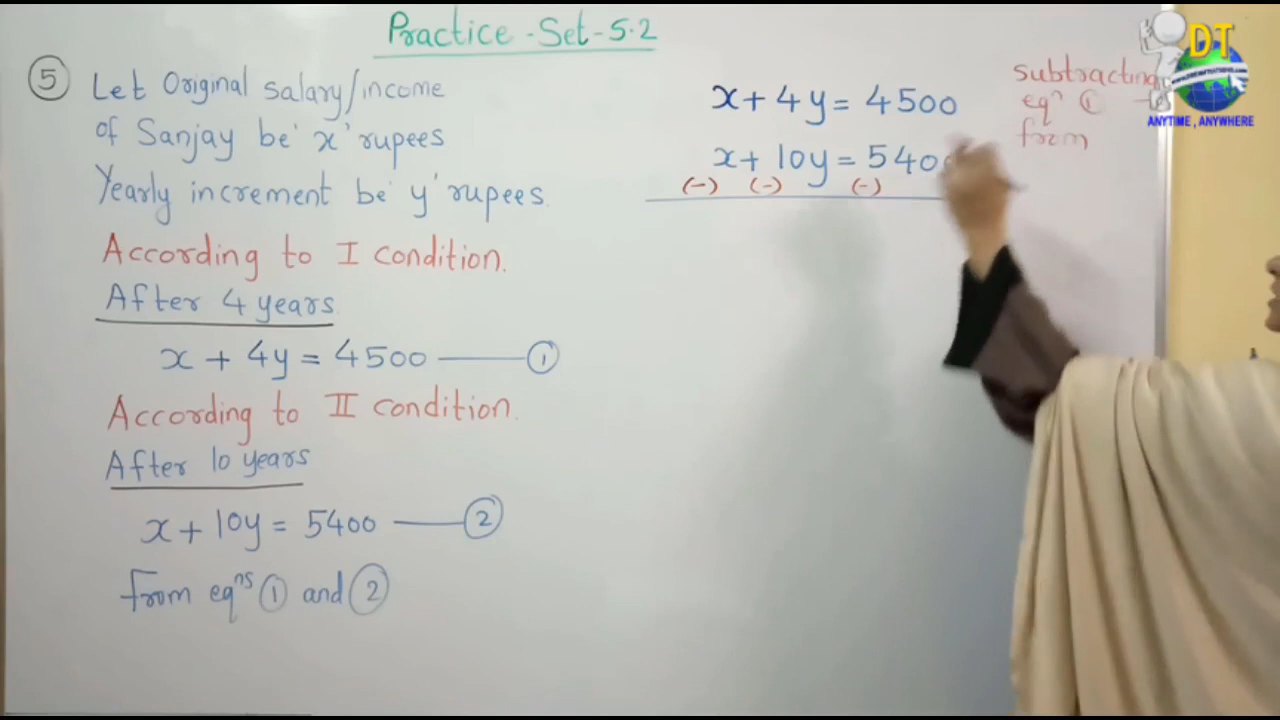 Practice - Set - 5.2
5 Let Original salary/income
of Sanjay be 'x' rupees
Yearly increment be 'y' rupees.
According to I condition.
After 4 years
x + 4y = 4500 —— 1
According to II condition.
After 10 years
x + 10y = 5400 —— 2
from eqns 1 and 2
x + 4y = 4500
x + 10y = 540
(-) (-) (-)
subtracting
eqn 1
from
DT
ANYTIME, ANYWHERE